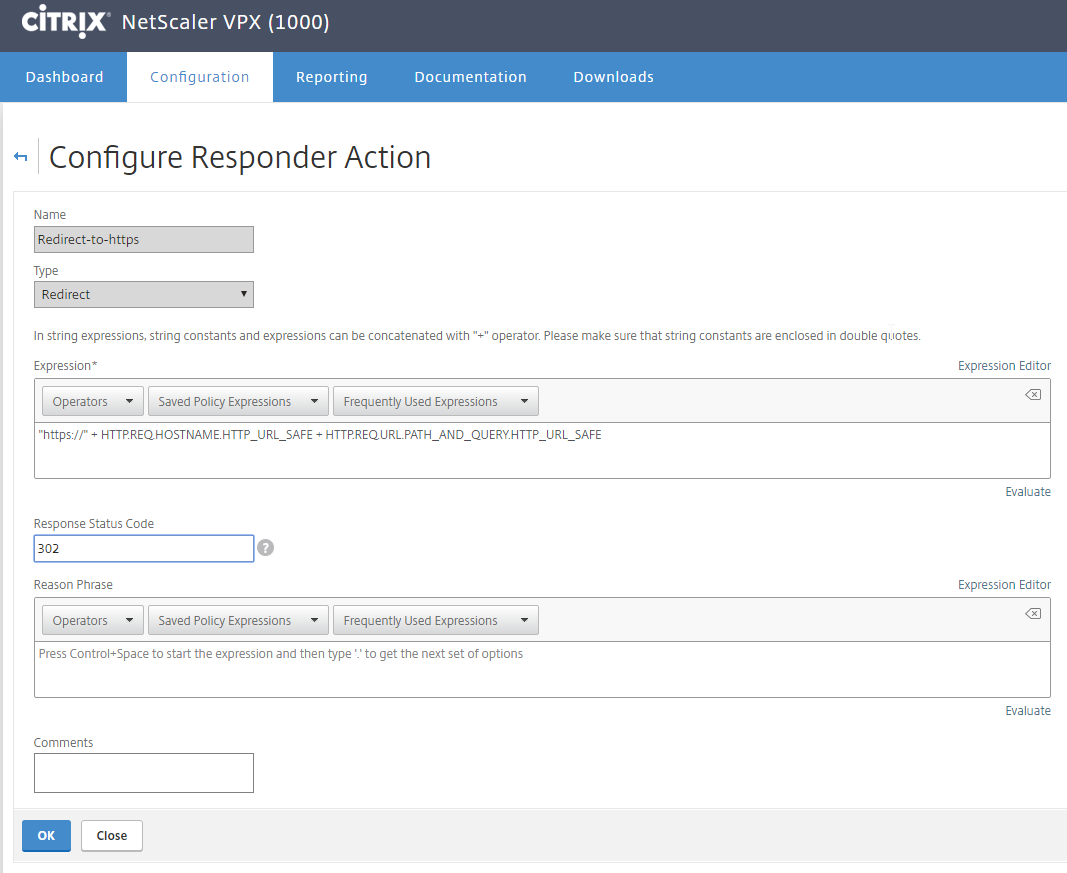 CİTRIX® NetScaler VPX (1000)
Dashboard Configuration Reporting Documentation Downloads
Configure Responder Action
Name
Redirect-to-https
Type
Redirect
In string expressions, string constants and expressions can be concatenated with "+" operator. Please make sure that string constants are enclosed in double quotes.
Expression* Expression Editor
Operators Saved Policy Expressions Frequently Used Expressions
"https://" + HTTP.REQ.HOSTNAME.HTTP_URL_SAFE + HTTP.REQ.URL.PATH_AND_QUERY.HTTP_URL_SAFE
Evaluate
Response Status Code
302 ?
Reason Phrase Expression Editor
Operators Saved Policy Expressions Frequently Used Expressions
Press Control+Space to start the expression and then type '.' to get the next set of options
Evaluate
Comments
OK Close